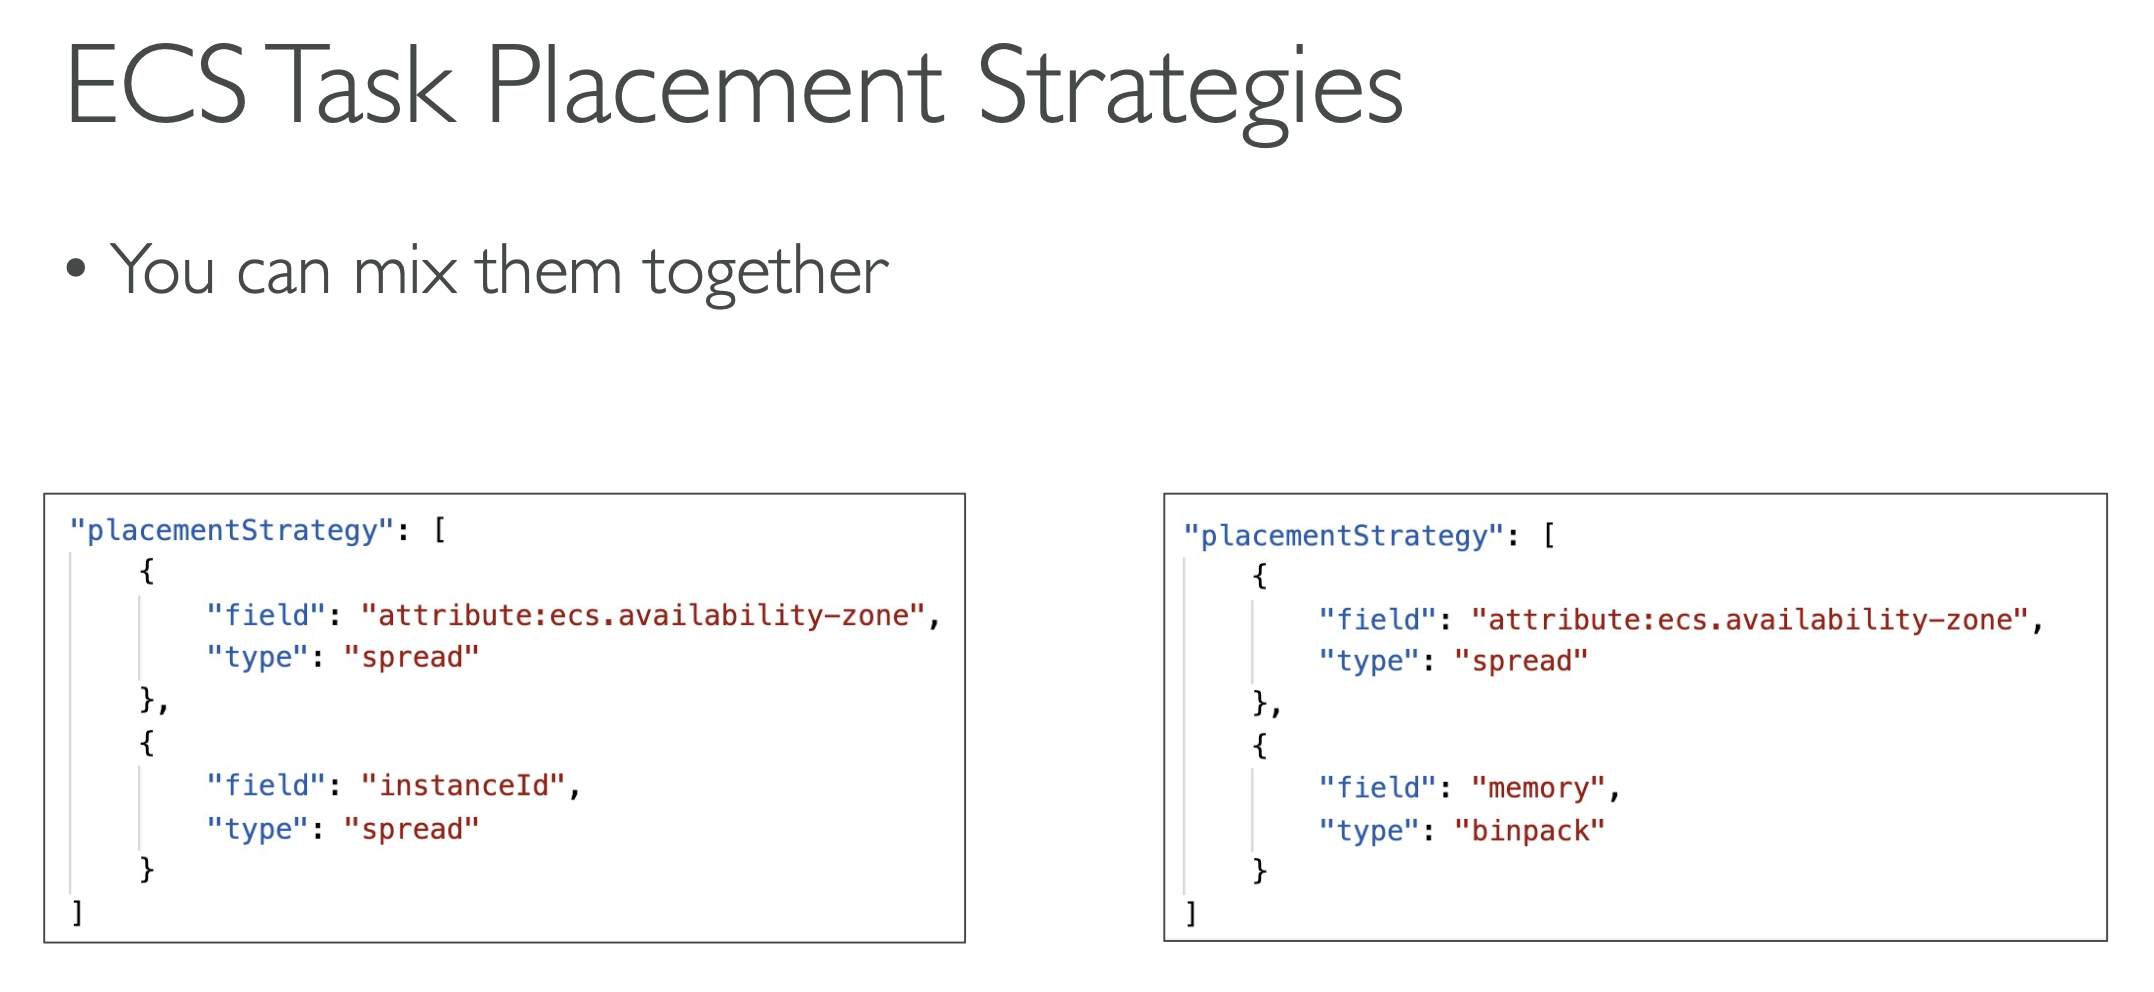 ECS Task Placement Strategies
• You can mix them together
"placementStrategy": [
{
"field": "attribute:ecs.availability-zone",
"type": "spread"
},
{
"field": "instanceId",
"type": "spread"
}
]
"placementStrategy": [
{
"field": "attribute:ecs.availability-zone",
"type": "spread"
},
{
"field": "memory",
"type": "binpack"
}
]